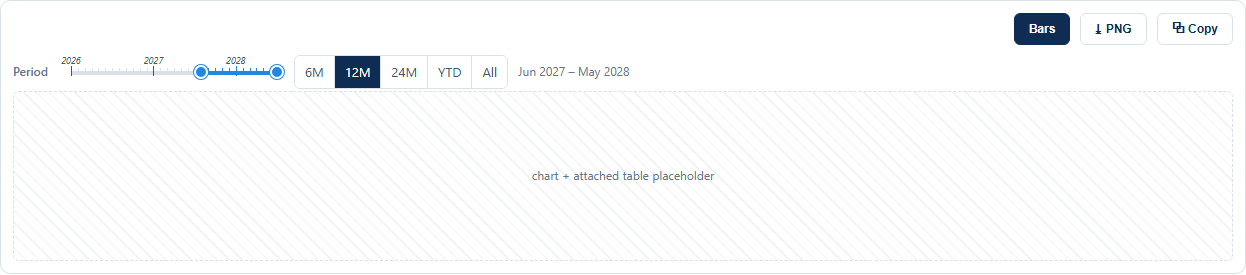 Bars
PNG
Copy
2026 2027 2028
Period 6M 12M 24M YTD All Jun 2027 – May 2028
chart + attached table placeholder